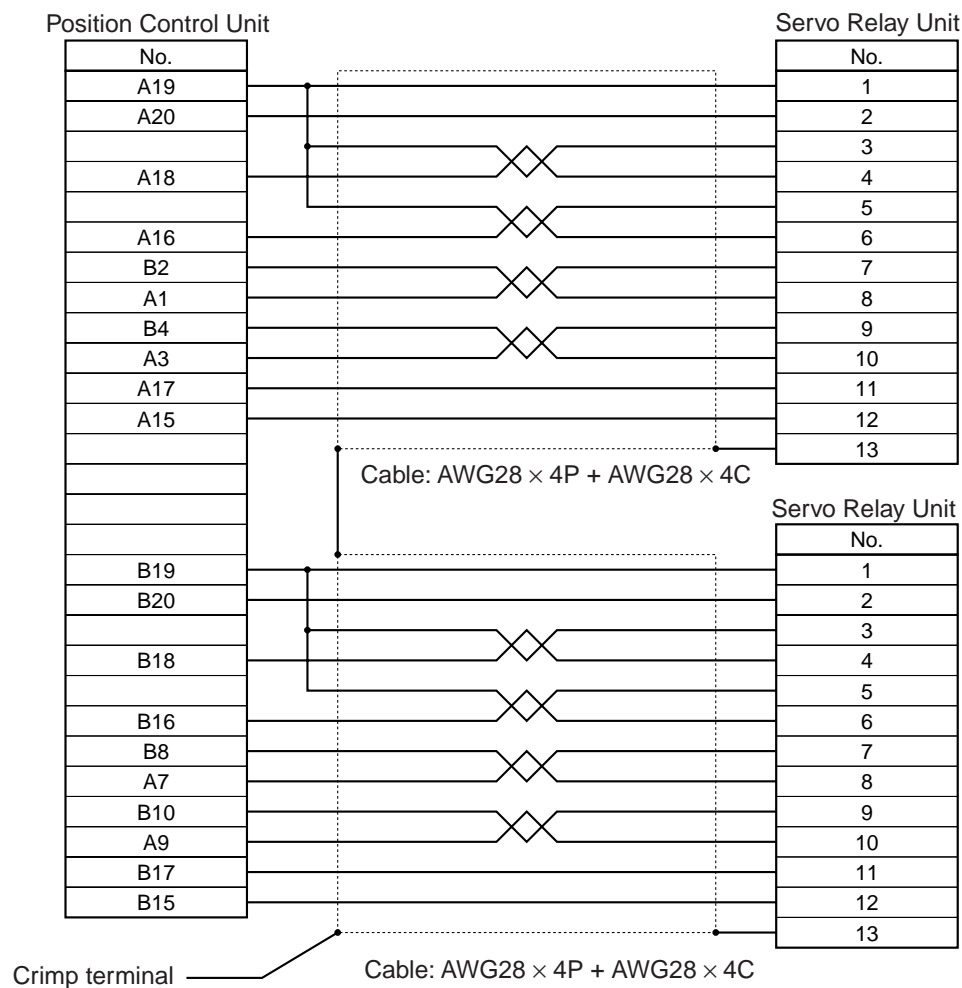 Position Control Unit
No.
A19
A20
A18
A16
B2
A1
B4
A3
A17
A15
B19
B20
B18
B16
B8
A7
B10
A9
B17
B15
Crimp terminal
Servo Relay Unit
No.
1
2
3
4
5
6
7
8
9
10
11
12
13
Cable: AWG28 × 4P + AWG28 × 4C
Servo Relay Unit
No.
1
2
3
4
5
6
7
8
9
10
11
12
13
Cable: AWG28 × 4P + AWG28 × 4C